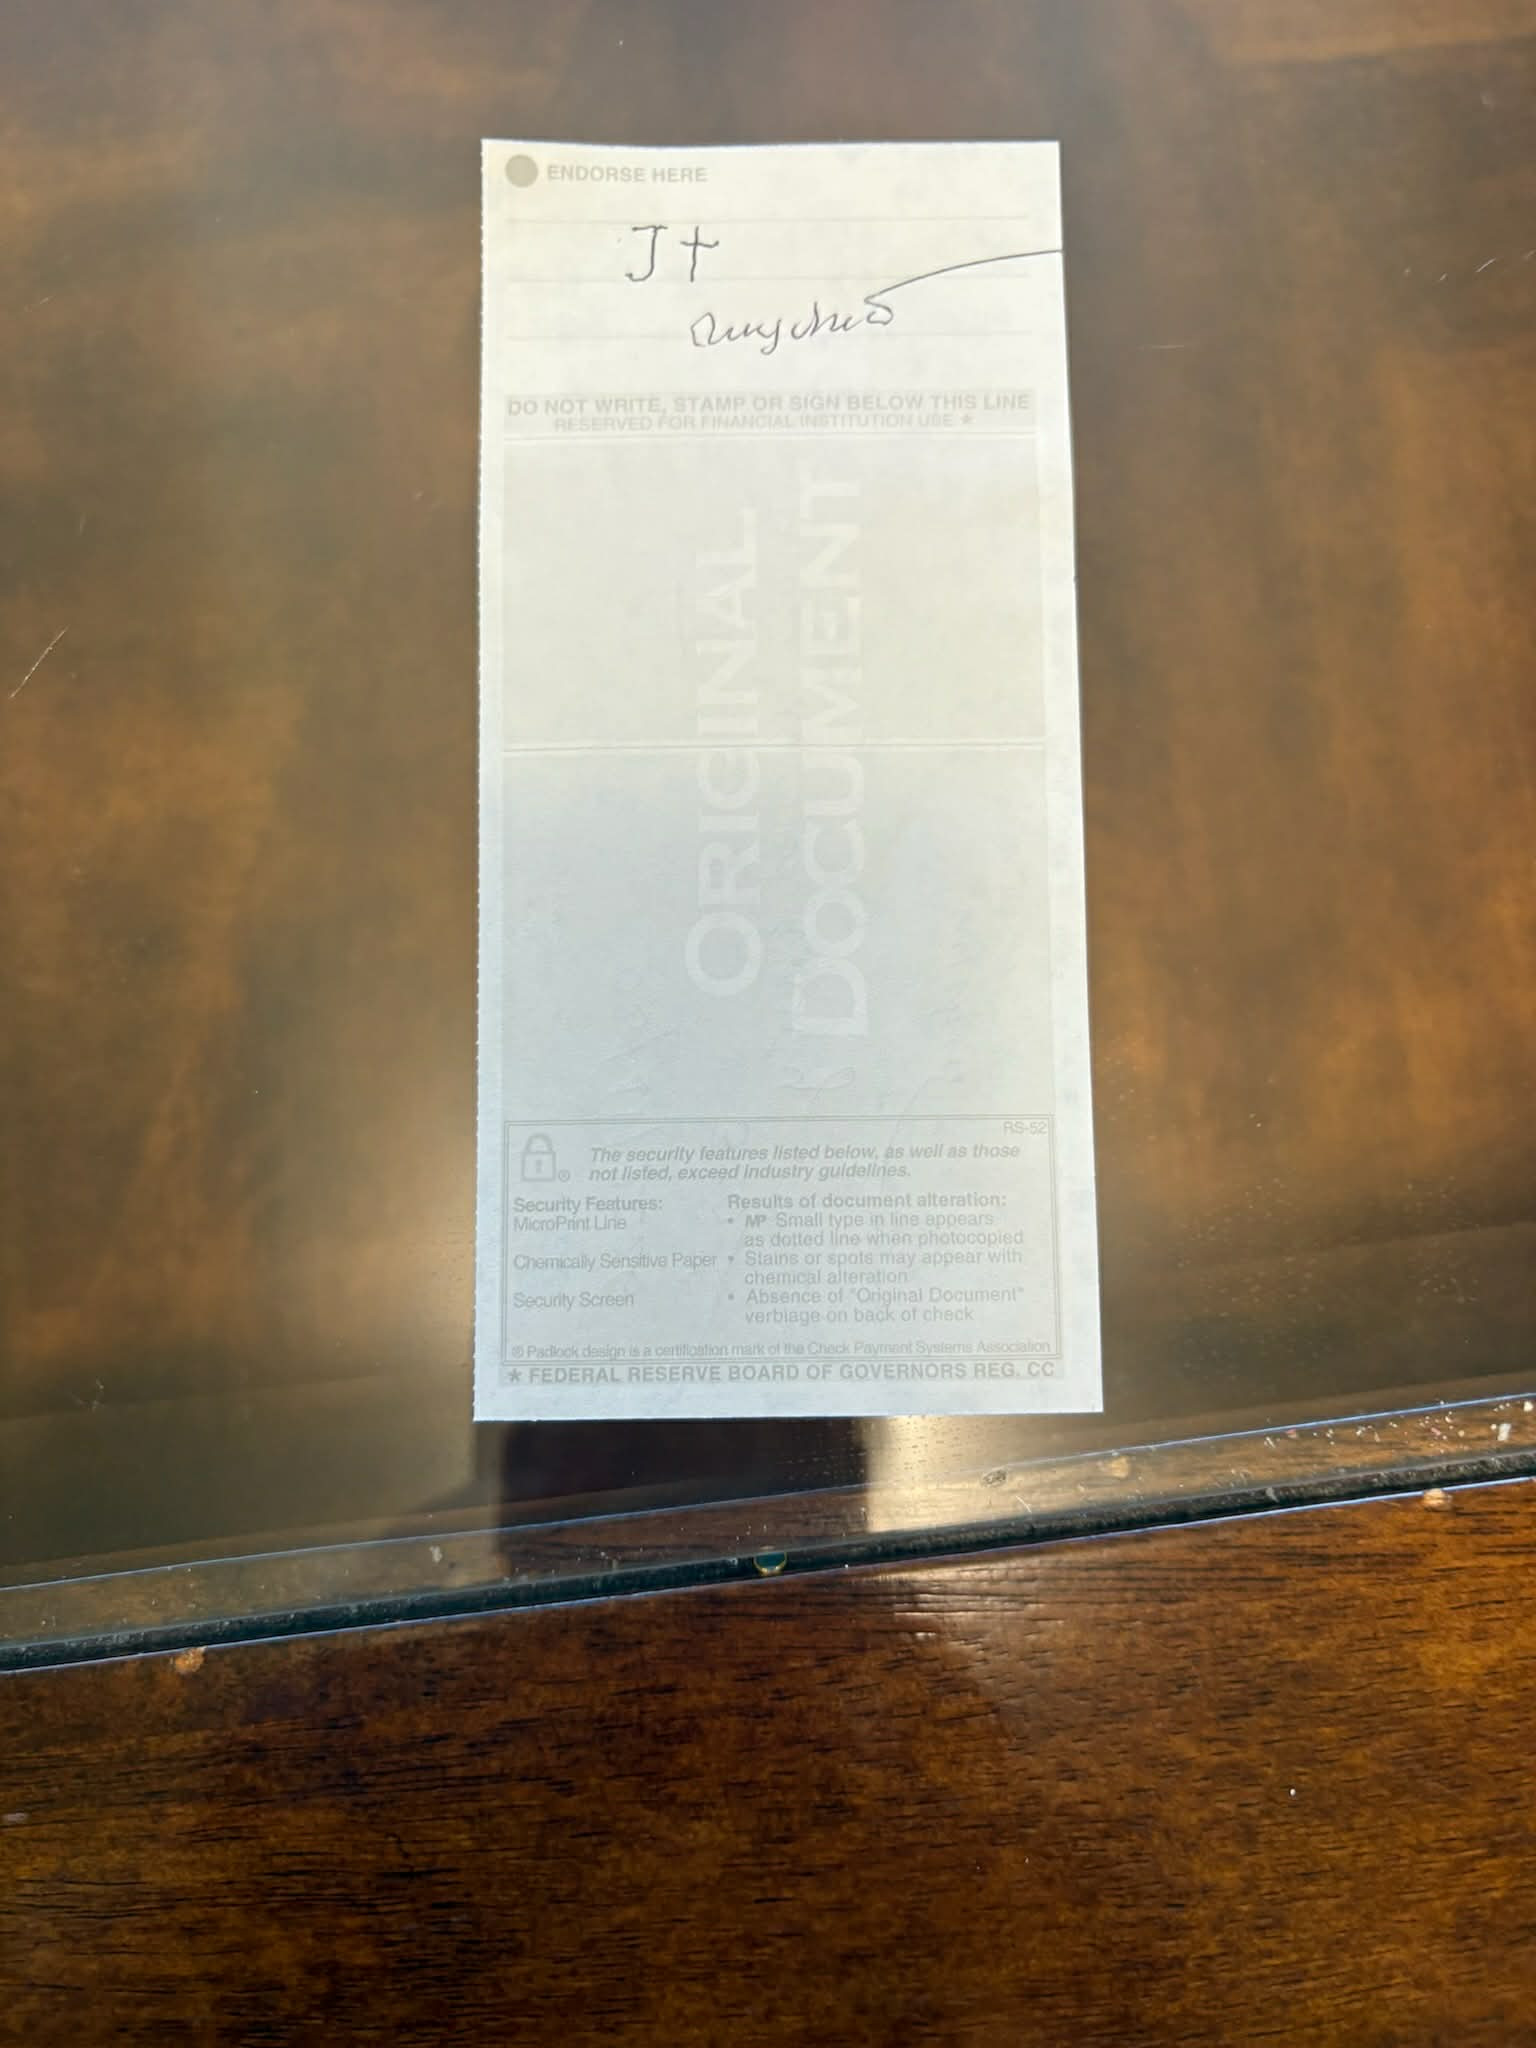 ENDORSE HERE
J t
DO NOT WRITE, STAMP OR SIGN BELOW THIS LINE
RESERVED FOR FINANCIAL INSTITUTION USE *
ORIGINAL
DOCUMENT
RS-52
The security features listed below, as well as those
not listed, exceed industry guidelines.
®
Security Features:
MicroPrint Line
Chemically Sensitive Paper
Security Screen
Results of document alteration:
• MP Small type in line appears
as dotted line when photocopied
• Stains or spots may appear with
chemical alteration
• Absence of "Original Document"
verbiage on back of check
® Padlock design is a certification mark of the Check Payment Systems Association
* FEDERAL RESERVE BOARD OF GOVERNORS REG. CC